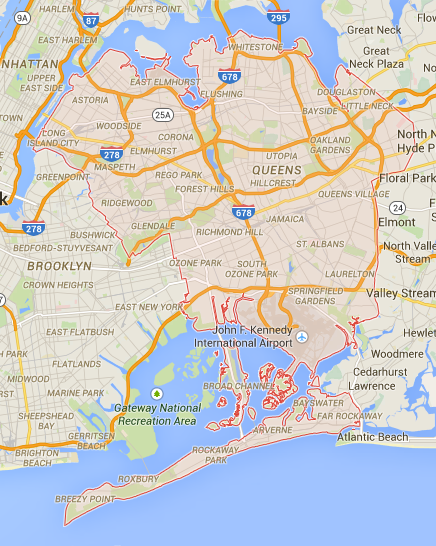 HARLEM
HUNTS POINT
9A
87
295
EAST HARLEM
WHITESTONE
Great
Neck
Great
Neck Plaza
Flow
NHATTAN
UPPER
EAST SIDE
EAST ELMHURST
678
FLUSHING
DOUGLASTON
LITTLE NECK
ASTORIA
BAYSIDE
25A
TOWN
WOODSIDE
LONG
ISLAND CITY
CORONA
OAKLAND
GARDENS
North N
Hyde P
278
ELMHURST
UTOPIA
MASPETH
GREENPOINT
REGO PARK
QUEENS
HILLCREST
Floral Park
FOREST HILLS
QUEENS VILLAGE
k
RIDGEWOOD
678
24
JAMAICA
Elmont
278
GLENDALE
RICHMOND HILL
BUSHWICK
BEDFORD-STUYVESANT
ST. ALBANS
North Valley
Stream
BROOKLYN
OZONE PARK
SOUTH
OZONE PARK
LAURELTON
CROWN HEIGHTS
SPRINGFIELD
GARDENS
Valley Stream
EAST NEW YORK
EAST FLATBUSH
John F. Kennedy
International Airport
Hewle
PARK
FLATLANDS
Woodmere
MIDWOOD
Cedarhurst
Lawrence
BROAD CHANNEL
MARINE PARK
Gateway National
Recreation Area
BAYSWATER
FAR ROCKAWAY
SHEEPSHEAD
BAY
GERRITSEN
BEACH
ARVERNE
Atlantic Beach
BRIGHTON
BEACH
ROCKAWAY
PARK
ROXBURY
BREEZY POINT